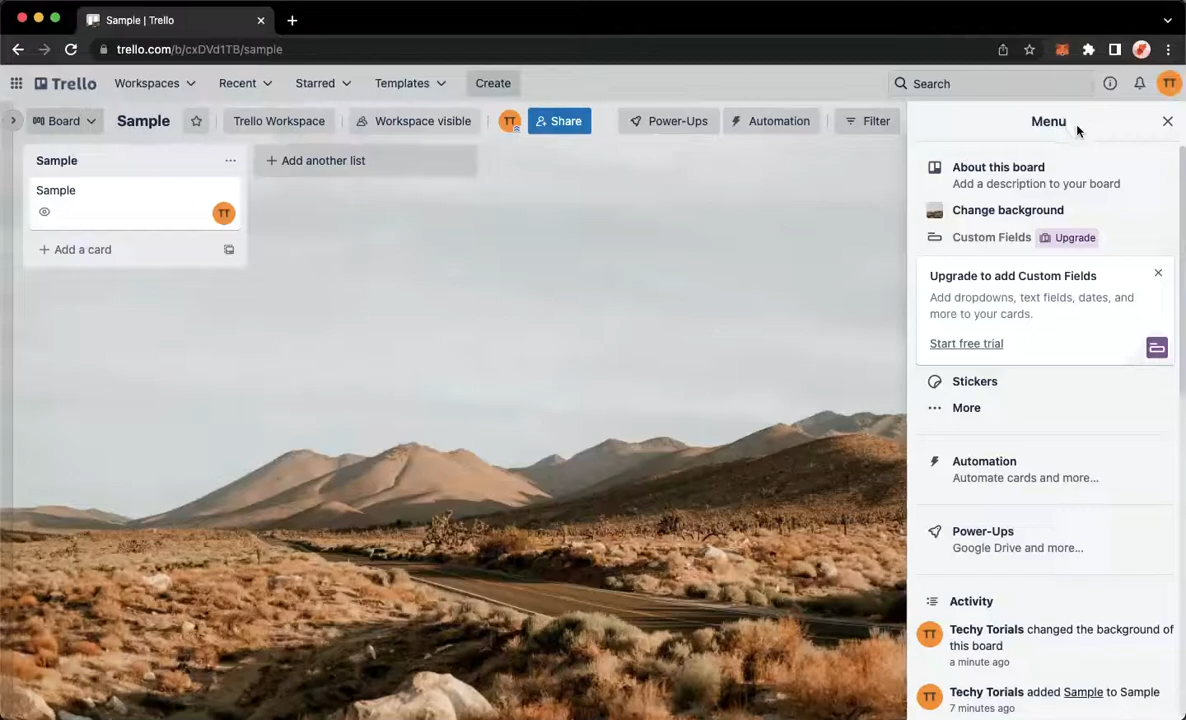 Sample | Trello
trello.com/b/cxDVd1TB/sample
Trello Workspaces Recent Starred Templates Create Search TT
Board Sample Trello Workspace Workspace visible TT Share Power-Ups Automation Filter
Menu
Sample
+ Add another list
Sample
TT
+ Add a card
About this board
Add a description to your board
Change background
Custom Fields Upgrade
Upgrade to add Custom Fields
Add dropdowns, text fields, dates, and
more to your cards.
Start free trial
Stickers
More
Automation
Automate cards and more...
Power-Ups
Google Drive and more...
Activity
TT Techy Torials changed the background of
this board
a minute ago
TT Techy Torials added Sample to Sample
7 minutes ago